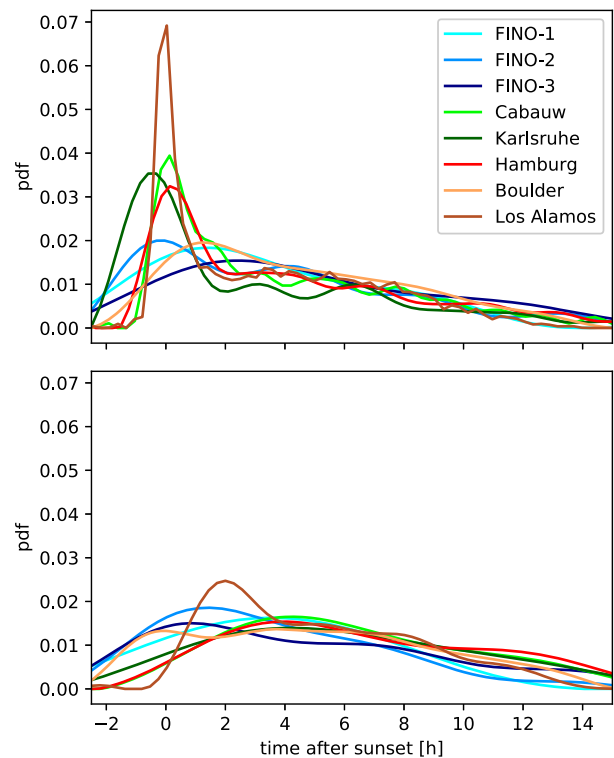 0.07
0.06
0.05
0.04
0.03
0.02
0.01
0.00
pdf
FINO-1
FINO-2
FINO-3
Cabauw
Karlsruhe
Hamburg
Boulder
Los Alamos
0.07
0.06
0.05
0.04
0.03
0.02
0.01
0.00
pdf
−2 0 2 4 6 8 10 12 14
time after sunset [h]